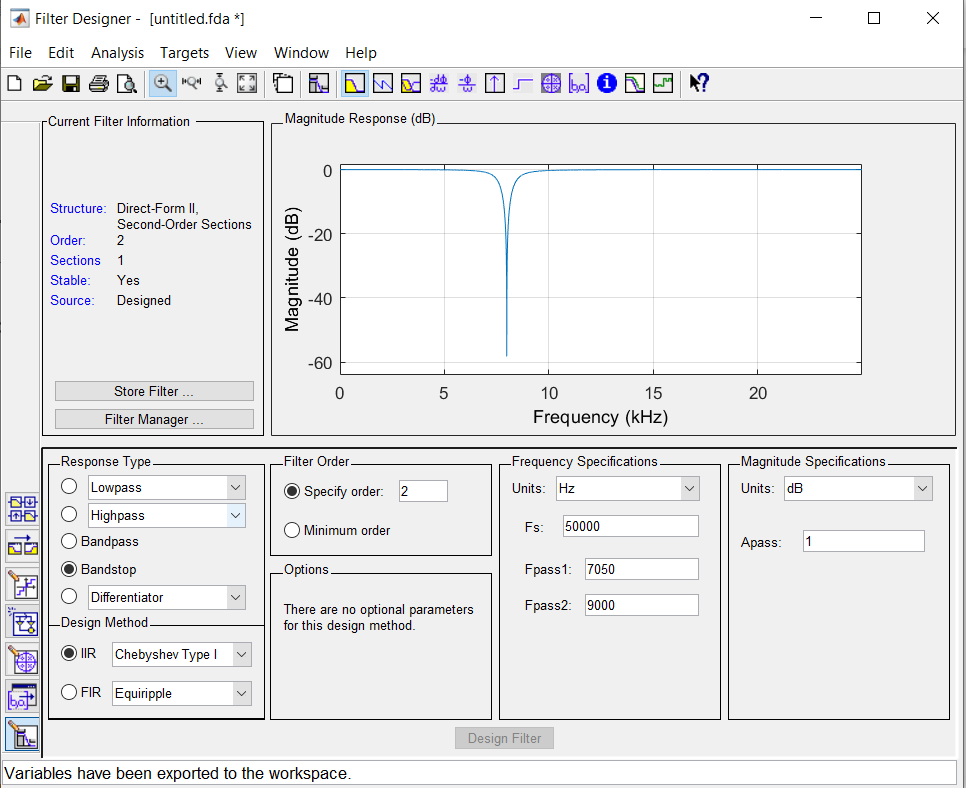 Filter Designer - [untitled.fda *]
File Edit Analysis Targets View Window Help
Current Filter Information
Structure: Direct-Form II,
Second-Order Sections
Order: 2
Sections 1
Stable: Yes
Source: Designed
Store Filter ...
Filter Manager ...
Magnitude Response (dB)
0
-20
-40
-60
Magnitude (dB)
0 5 10 15 20
Frequency (kHz)
Response Type
Lowpass
Highpass
Bandpass
Bandstop
Differentiator
Design Method
IIR Chebyshev Type I
FIR Equiripple
Filter Order
Specify order: 2
Minimum order
Options
There are no optional parameters
for this design method.
Frequency Specifications
Units: Hz
Fs: 50000
Fpass1: 7050
Fpass2: 9000
Magnitude Specifications
Units: dB
Apass: 1
Design Filter
Variables have been exported to the workspace.